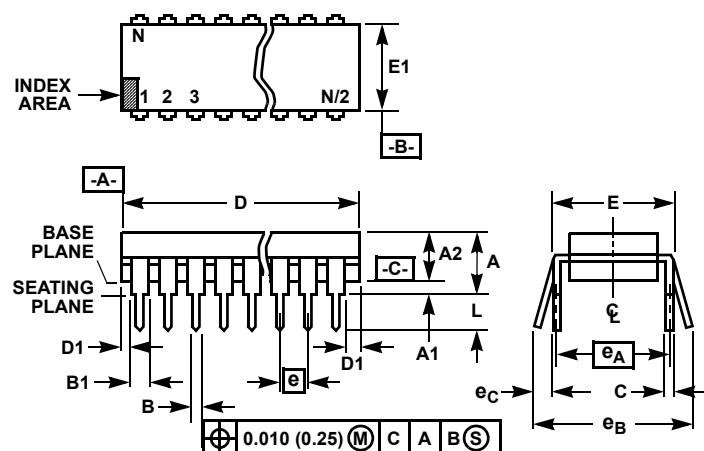 N
E1
INDEX
AREA
1 2 3 N/2
-B-
-A-
D
E
BASE
PLANE
A2
A
-C-
SEATING
PLANE
L
C
L
D1
A1
D1
eA
B1
e
eC
C
B
eB
0.010 (0.25) M C A B S